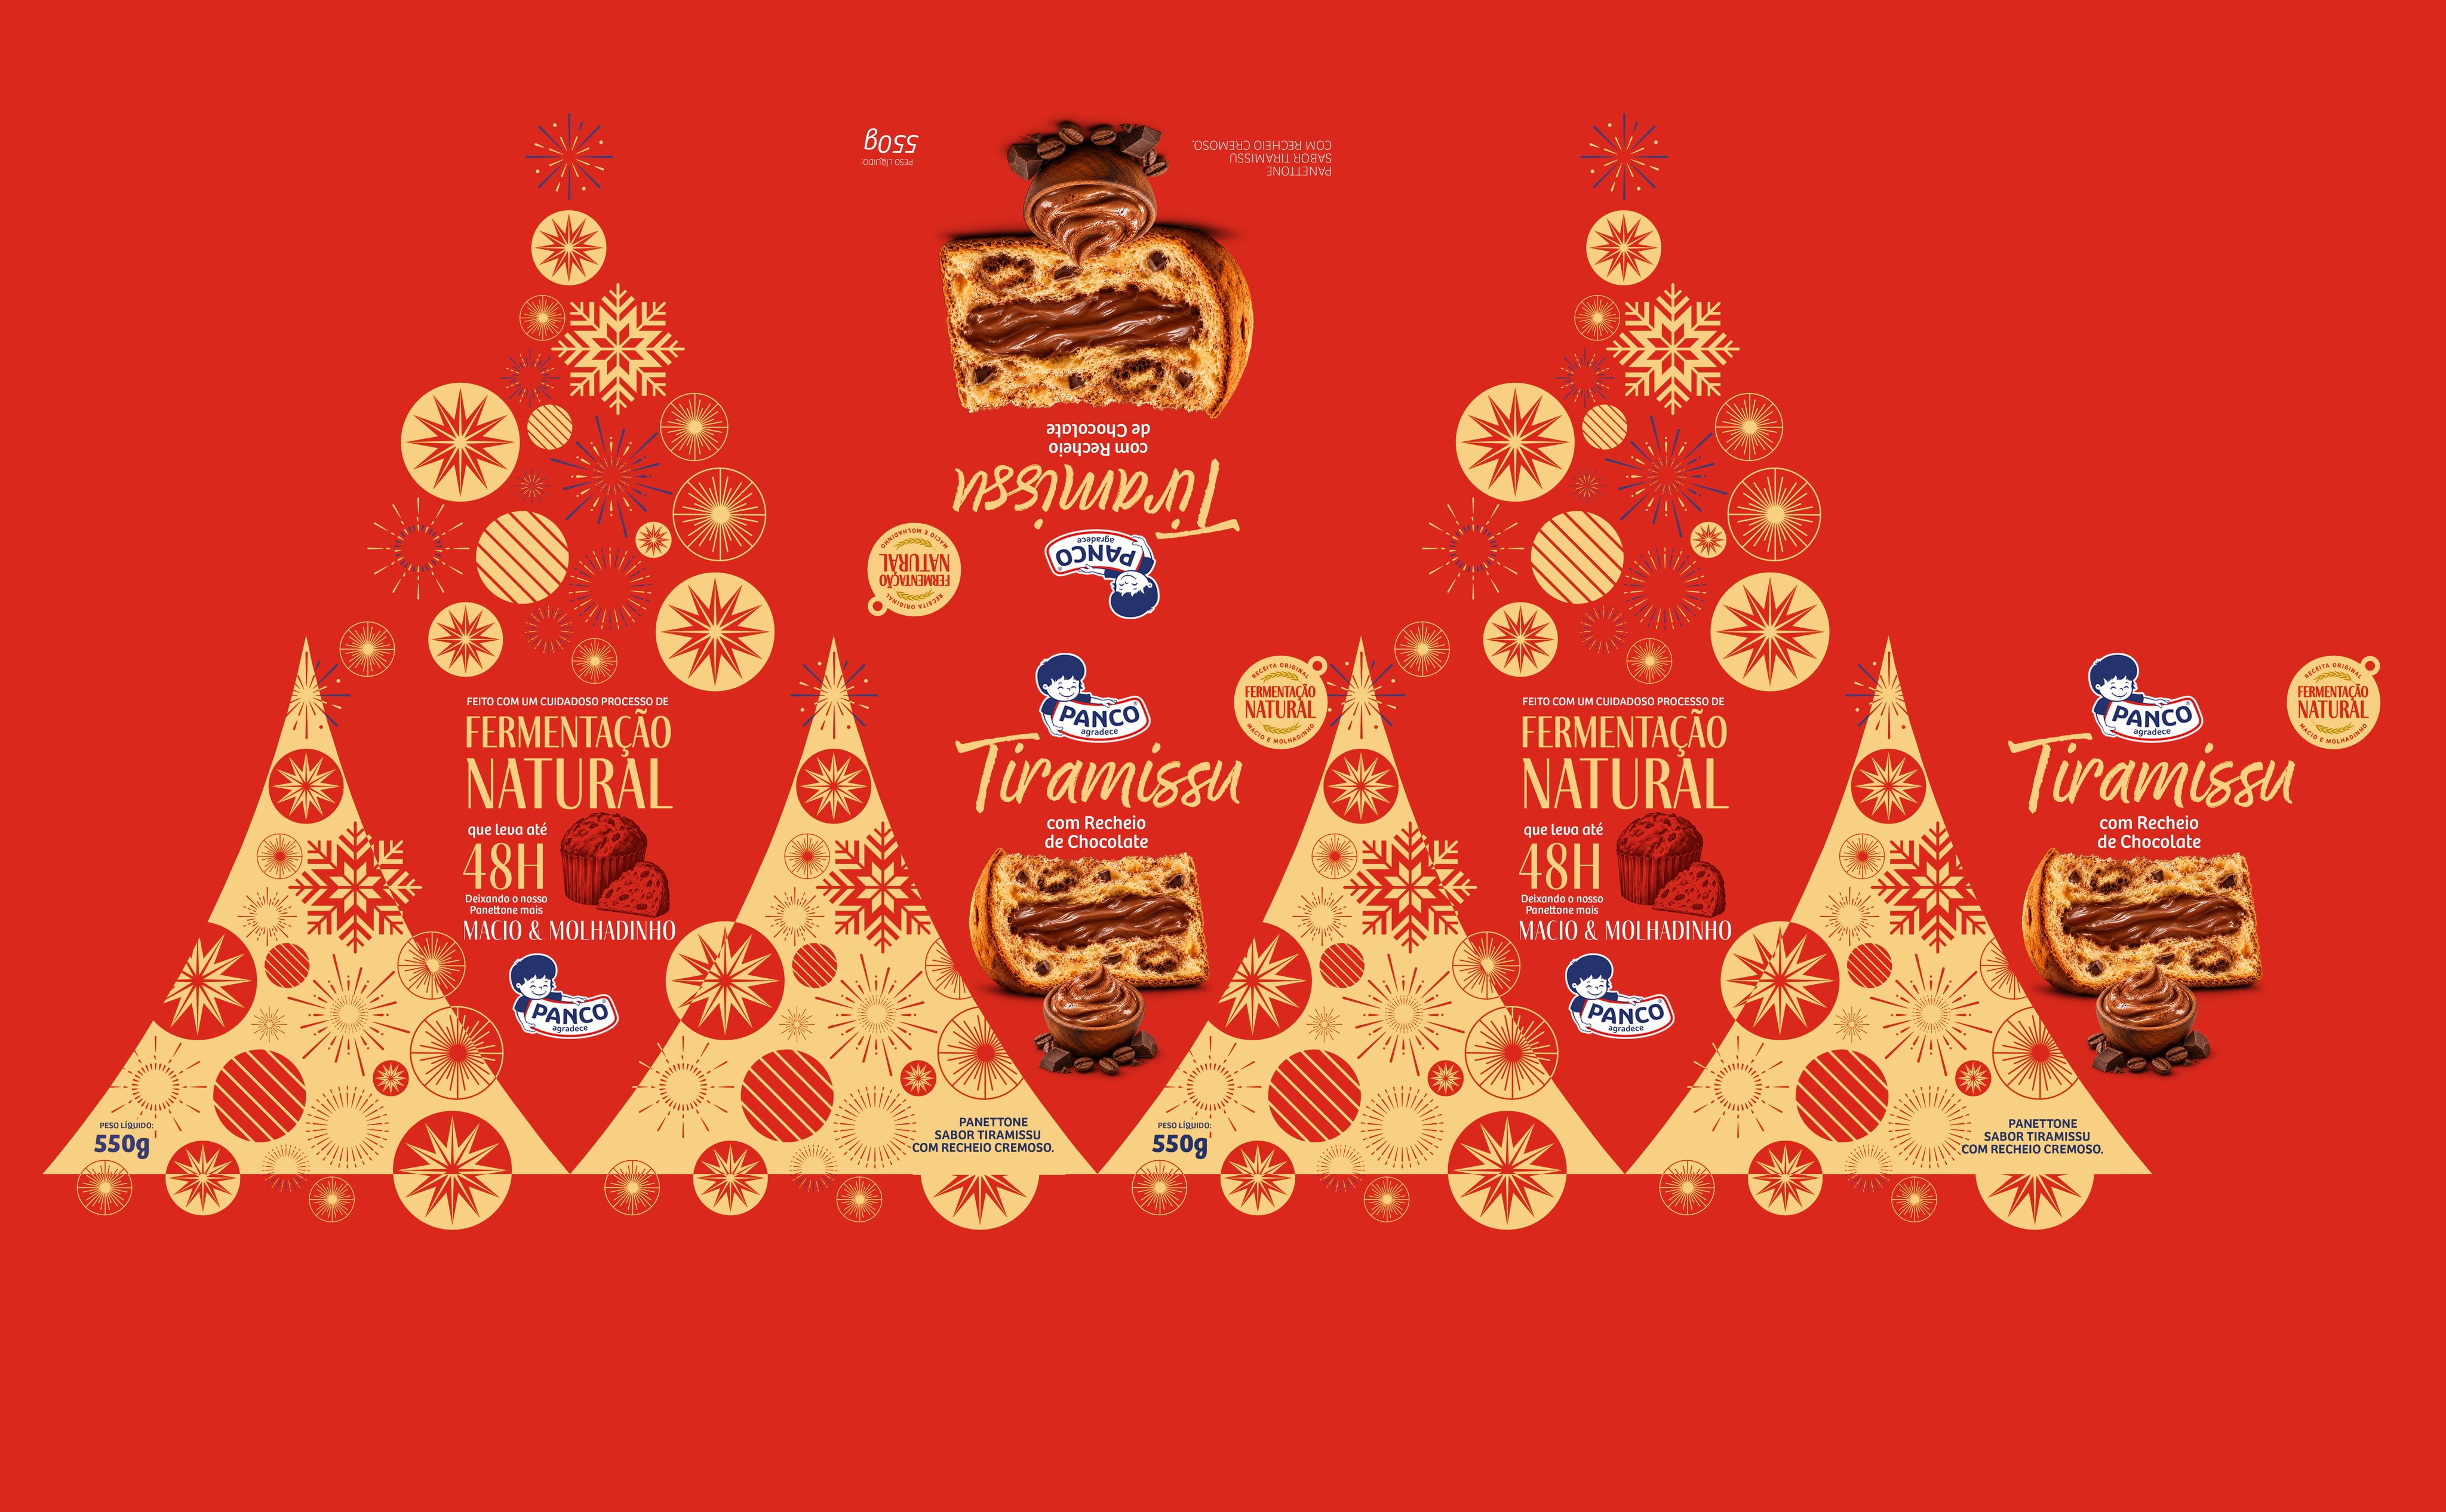 550g
PESO LÍQUIDO:
PANETTONE
SABOR TIRAMISSU
COM RECHEIO CREMOSO.
Tiramissu
com Recheio
de Chocolate
PANCO
agradece
RECEITA ORIGINAL
FERMENTAÇÃO
NATURAL
MACIO E MOLHADINHO
FEITO COM UM CUIDADOSO PROCESSO DE
FERMENTAÇÃO
NATURAL
que leva até
48H
Deixando o nosso
Panettone mais
MACIO & MOLHADINHO
PANCO
agradece
PESO LÍQUIDO:
550g
PANCO
agradece
Tiramissu
com Recheio
de Chocolate
RECEITA ORIGINAL
FERMENTAÇÃO
NATURAL
MACIO E MOLHADINHO
PANETTONE
SABOR TIRAMISSU
COM RECHEIO CREMOSO.
FEITO COM UM CUIDADOSO PROCESSO DE
FERMENTAÇÃO
NATURAL
que leva até
48H
Deixando o nosso
Panettone mais
MACIO & MOLHADINHO
PANCO
agradece
PESO LÍQUIDO:
550g
PANCO
agradece
Tiramissu
com Recheio
de Chocolate
RECEITA ORIGINAL
FERMENTAÇÃO
NATURAL
MACIO E MOLHADINHO
PANETTONE
SABOR TIRAMISSU
COM RECHEIO CREMOSO.